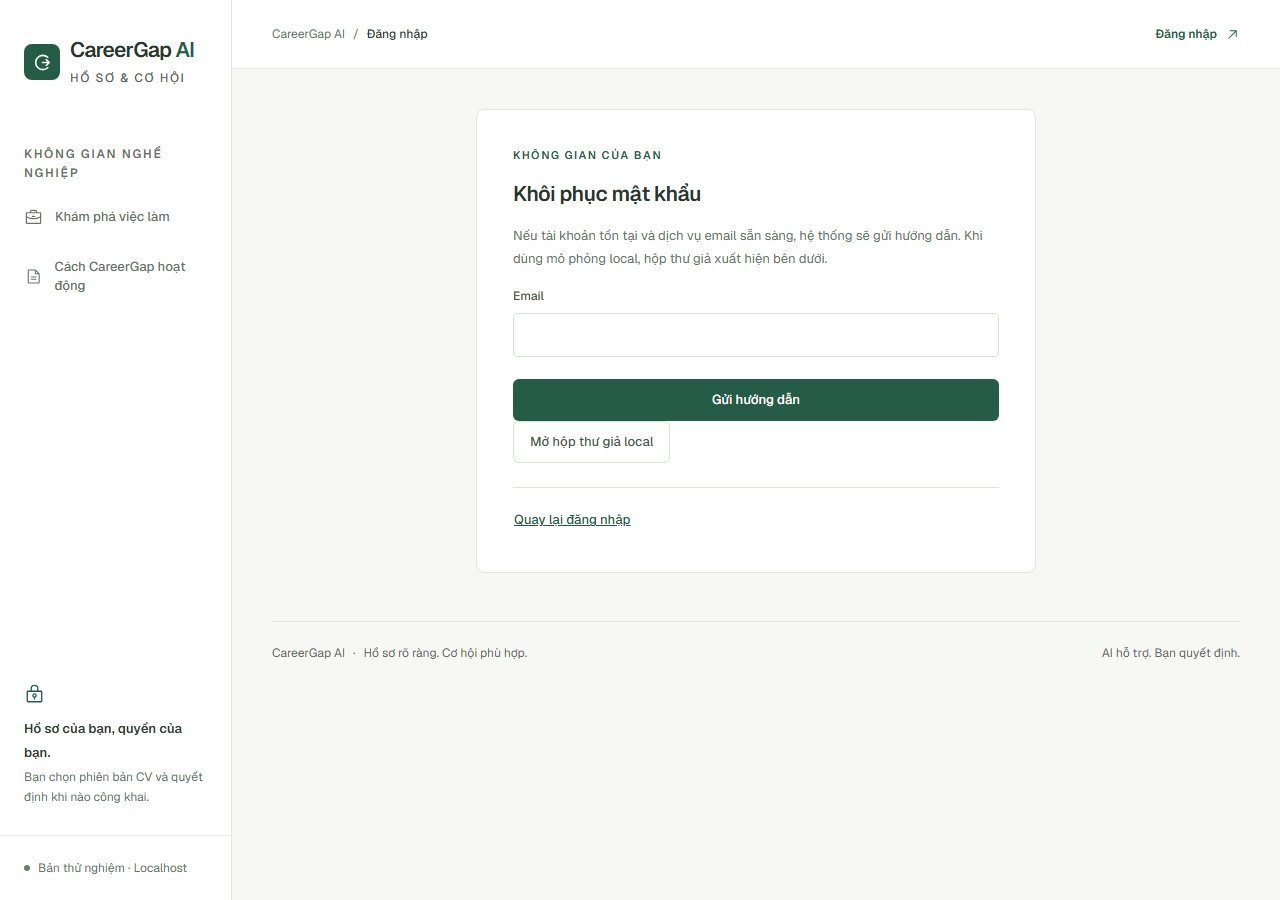 CareerGap AI
HỒ SƠ & CƠ HỘI
KHÔNG GIAN NGHỀ
NGHIỆP
Khám phá việc làm
Cách CareerGap hoạt
động
Hồ sơ của bạn, quyền của
bạn.
Bạn chọn phiên bản CV và quyết
định khi nào công khai.
Bản thử nghiệm · Localhost
CareerGap AI / Đăng nhập
Đăng nhập
KHÔNG GIAN CỦA BẠN
Khôi phục mật khẩu
Nếu tài khoản tồn tại và dịch vụ email sẵn sàng, hệ thống sẽ gửi hướng dẫn. Khi
dùng mô phỏng local, hộp thư giả xuất hiện bên dưới.
Email
Gửi hướng dẫn
Mở hộp thư giả local
Quay lại đăng nhập
CareerGap AI · Hồ sơ rõ ràng. Cơ hội phù hợp.
AI hỗ trợ. Bạn quyết định.